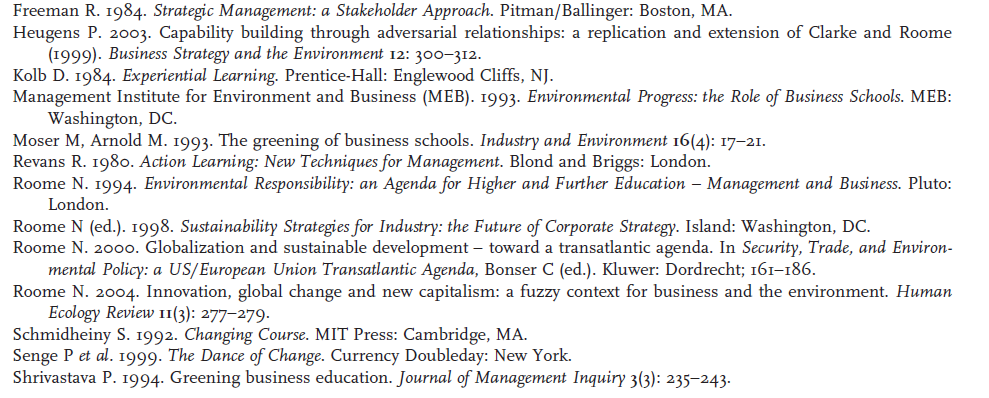 Freeman R. 1984. Strategic Management: a Stakeholder Approach. Pitman/Ballinger: Boston, MA.
Heugens P. 2003. Capability building through adversarial relationships: a replication and extension of Clarke and Roome
(1999). Business Strategy and the Environment 12: 300–312.
Kolb D. 1984. Experiential Learning. Prentice-Hall: Englewood Cliffs, NJ.
Management Institute for Environment and Business (MEB). 1993. Environmental Progress: the Role of Business Schools. MEB:
Washington, DC.
Moser M, Arnold M. 1993. The greening of business schools. Industry and Environment 16(4): 17–21.
Revans R. 1980. Action Learning: New Techniques for Management. Blond and Briggs: London.
Roome N. 1994. Environmental Responsibility: an Agenda for Higher and Further Education – Management and Business. Pluto:
London.
Roome N (ed.). 1998. Sustainability Strategies for Industry: the Future of Corporate Strategy. Island: Washington, DC.
Roome N. 2000. Globalization and sustainable development – toward a transatlantic agenda. In Security, Trade, and Environ-
mental Policy: a US/European Union Transatlantic Agenda, Bonser C (ed.). Kluwer: Dordrecht; 161–186.
Roome N. 2004. Innovation, global change and new capitalism: a fuzzy context for business and the environment. Human
Ecology Review 11(3): 277–279.
Schmidheiny S. 1992. Changing Course. MIT Press: Cambridge, MA.
Senge P et al. 1999. The Dance of Change. Currency Doubleday: New York.
Shrivastava P. 1994. Greening business education. Journal of Management Inquiry 3(3): 235–243.